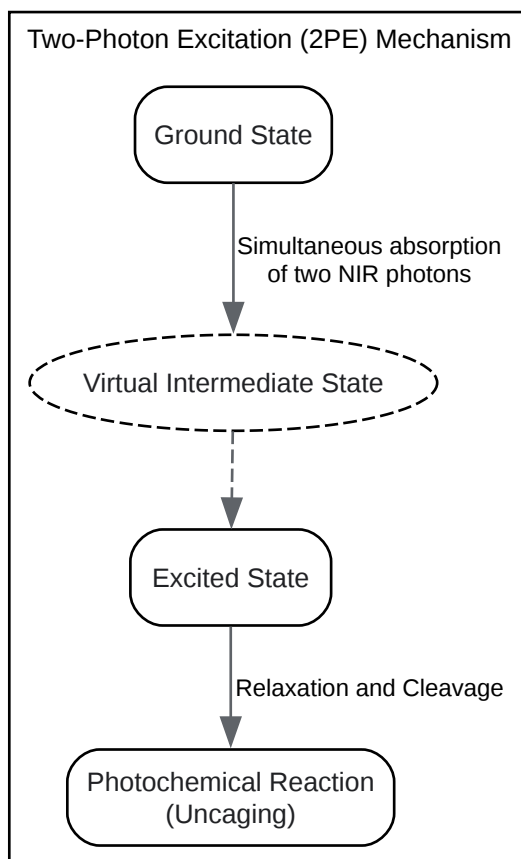 Two-Photon Excitation (2PE) Mechanism
Ground State
Simultaneous absorption
of two NIR photons
Virtual Intermediate State
Excited State
Relaxation and Cleavage
Photochemical Reaction
(Uncaging)